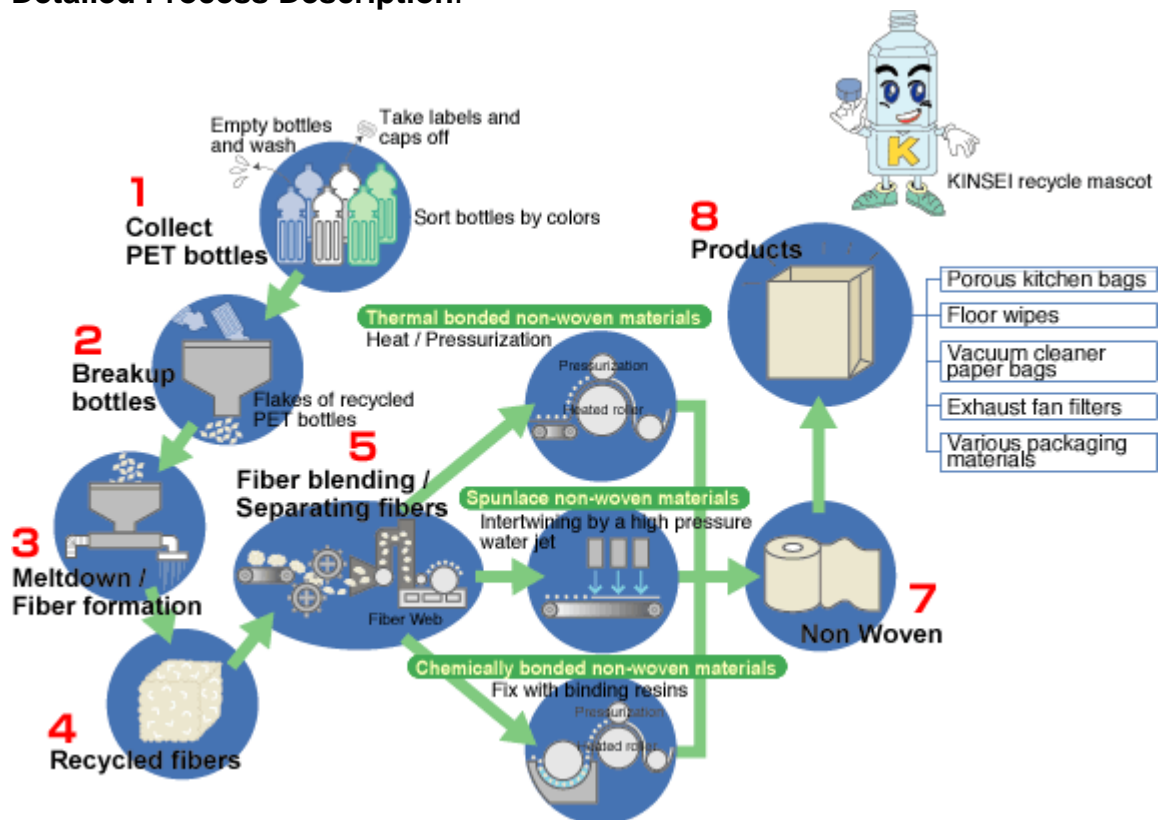 Detailed Process Description:
Empty bottles
and wash
Take labels and
caps off
1
Collect
PET bottles
Sort bottles by colors
K
KINSEI recycle mascot
2
Breakup
bottles
Flakes of recycled
PET bottles
3
Meltdown /
Fiber formation
4
Recycled fibers
5
Fiber blending /
Separating fibers
Fiber Web
Thermal bonded non-woven materials
Heat / Pressurization
Pressurization
Heated roller
Spunlace non-woven materials
Intertwining by a high pressure
water jet
Chemically bonded non-woven materials
Fix with binding resins
Pressurization
Heated roller
7
Non Woven
8
Products
Porous kitchen bags
Floor wipes
Vacuum cleaner
paper bags
Exhaust fan filters
Various packaging
materials